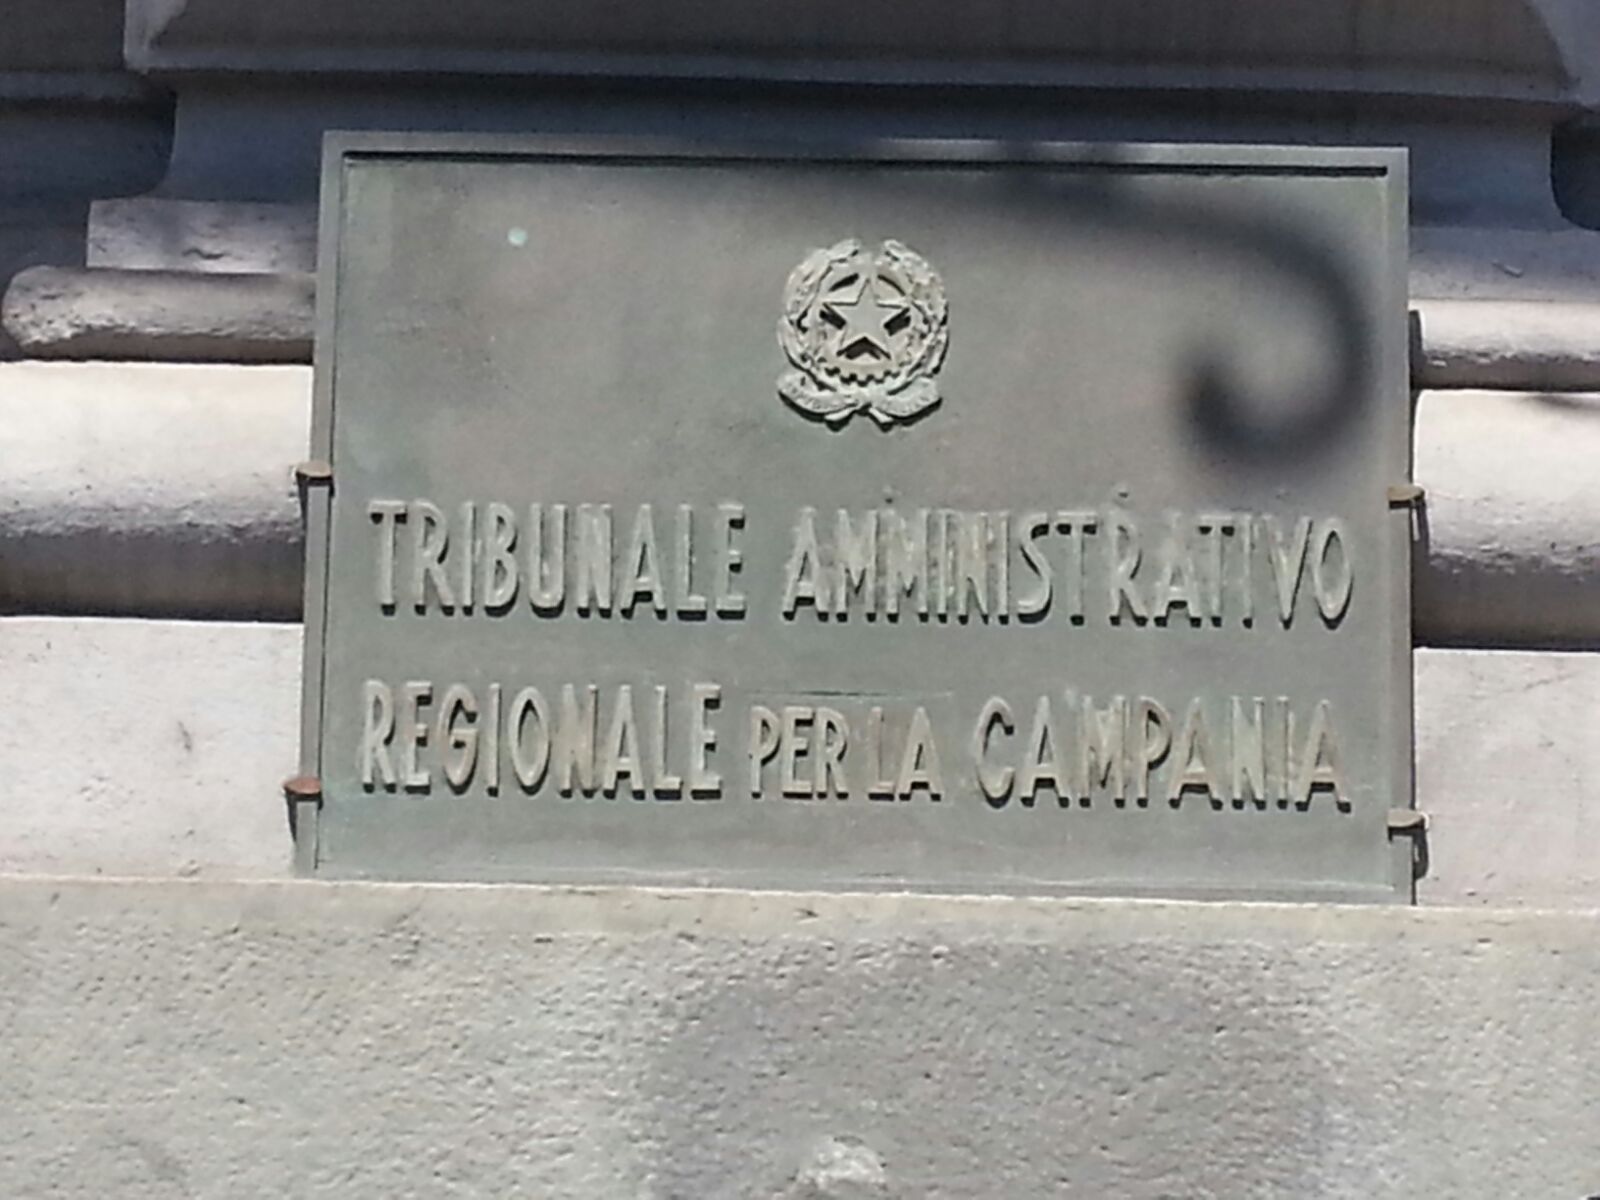 TRIBUNALE AMMINISTRATIVO
REGIONALE PER LA CAMPANIA